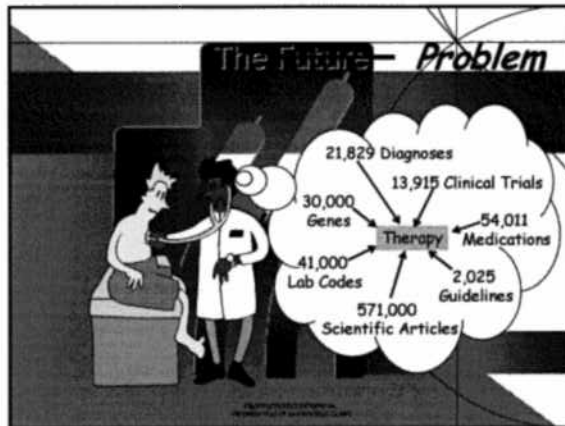 The Future — Problem
21,829 Diagnoses
13,915 Clinical Trials
30,000
Genes
54,011
Medications
Therapy
41,000
Lab Codes
2,025
Guidelines
571,000
Scientific Articles